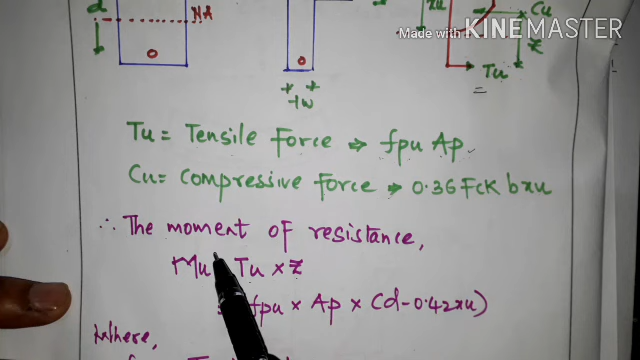 Made with KINEMASTER
d
NA
xu
Cu
z
w
Tu
=
Tu = Tensile Force ⇒ fpu Ap
Cu = Compressive Force ⇒ 0.36 FcK bxu
∴ The moment of resistance,
Mu Tu × z
fpu × Ap × (d-0.42xu)
Where,